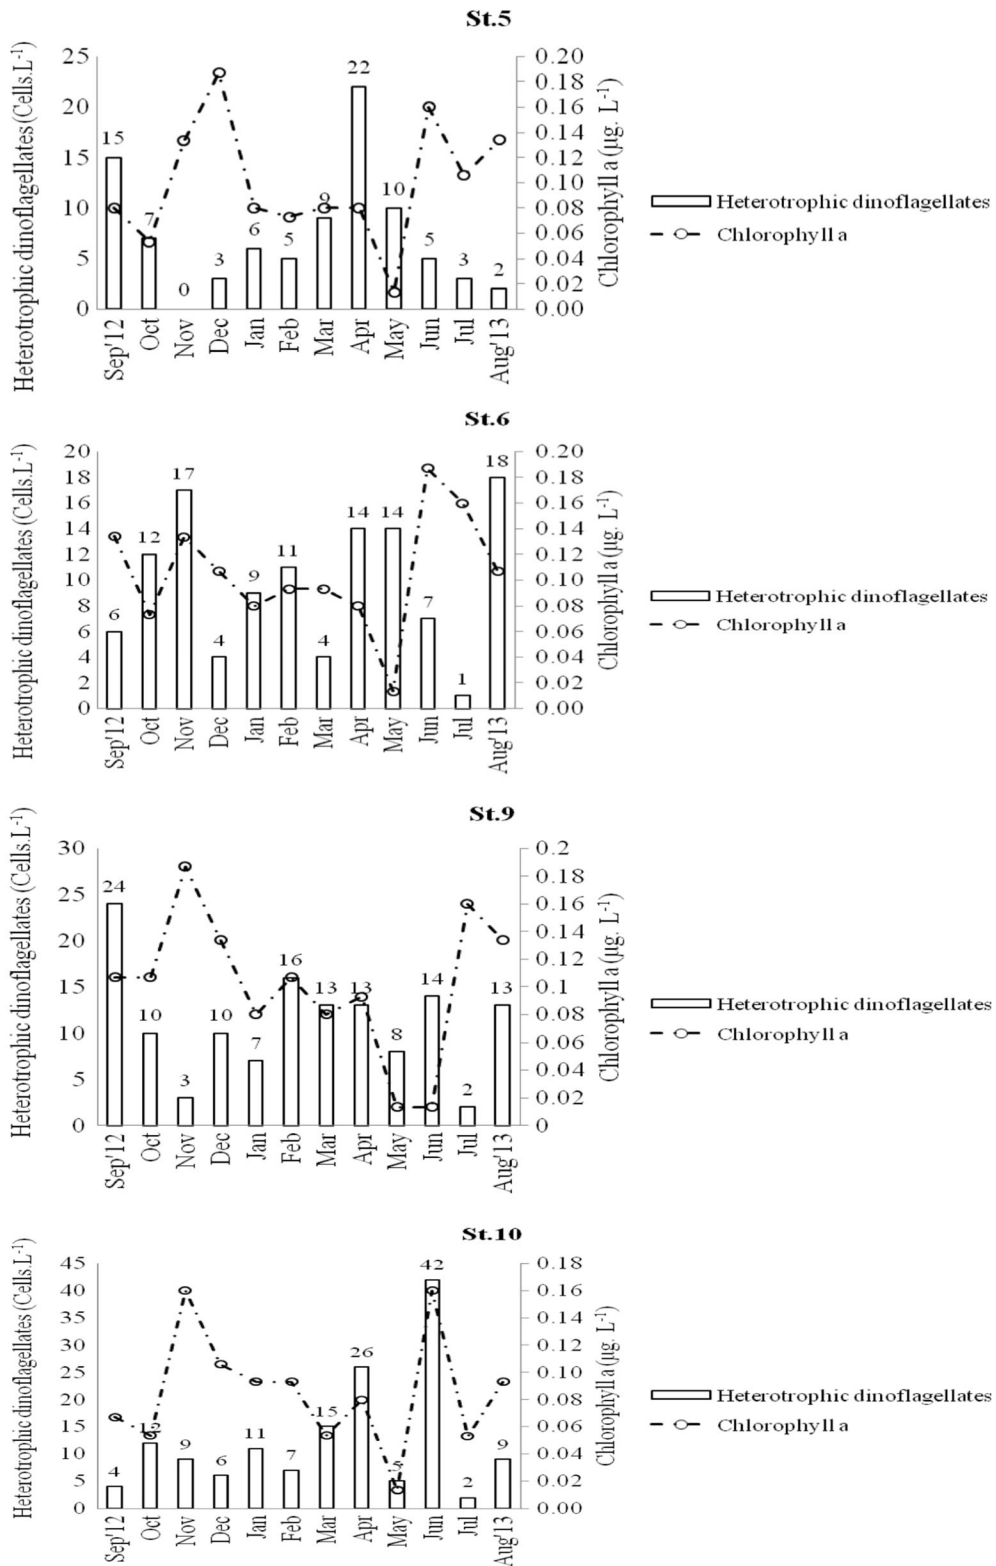 St.5
Heterotrophic dinoflagellates (Cells.L-1)
25
20
15
10
5
0
15
7
0
3
6
5
9
22
10
5
3
2
0.20
0.18
0.16
0.14
0.12
0.10
0.08
0.06
0.04
0.02
0.00
Chlorophyll a (µg. L-1)
Sep'12
Oct
Nov
Dec
Jan
Feb
Mar
Apr
May
Jun
Jul
Aug'13
Heterotrophic dinoflagellates
Chlorophyll a
St.6
Heterotrophic dinoflagellates (Cells.L-1)
20
18
16
14
12
10
8
6
4
2
0
6
12
17
4
9
11
4
14
14
7
1
18
0.20
0.18
0.16
0.14
0.12
0.10
0.08
0.06
0.04
0.02
0.00
Chlorophyll a (µg. L-1)
Sep'12
Oct
Nov
Dec
Jan
Feb
Mar
Apr
May
Jun
Jul
Aug'13
Heterotrophic dinoflagellates
Chlorophyll a
St.9
Heterotrophic dinoflagellates (Cells.L-1)
30
25
20
15
10
5
0
24
10
3
10
7
16
13
13
8
14
2
13
0.2
0.18
0.16
0.14
0.12
0.1
0.08
0.06
0.04
0.02
0
Chlorophyll a (µg. L-1)
Sep'12
Oct
Nov
Dec
Jan
Feb
Mar
Apr
May
Jun
Jul
Aug'13
Heterotrophic dinoflagellates
Chlorophyll a
St.10
Heterotrophic dinoflagellates (Cells.L-1)
45
40
35
30
25
20
15
10
5
0
4
12
9
6
11
7
15
26
5
42
2
9
0.18
0.16
0.14
0.12
0.10
0.08
0.06
0.04
0.02
0.00
Chlorophyll a (µg. L-1)
Sep'12
Oct
Nov
Dec
Jan
Feb
Mar
Apr
May
Jun
Jul
Aug'13
Heterotrophic dinoflagellates
Chlorophyll a